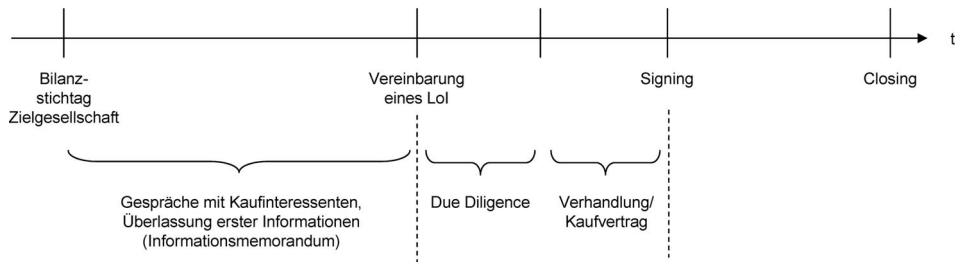 t
Bilanz-
stichtag
Zielgesellschaft
Vereinbarung
eines LoI
Signing
Closing
Gespräche mit Kaufinteressenten,
Überlassung erster Informationen
(Informationsmemorandum)
Due Diligence
Verhandlung/
Kaufvertrag